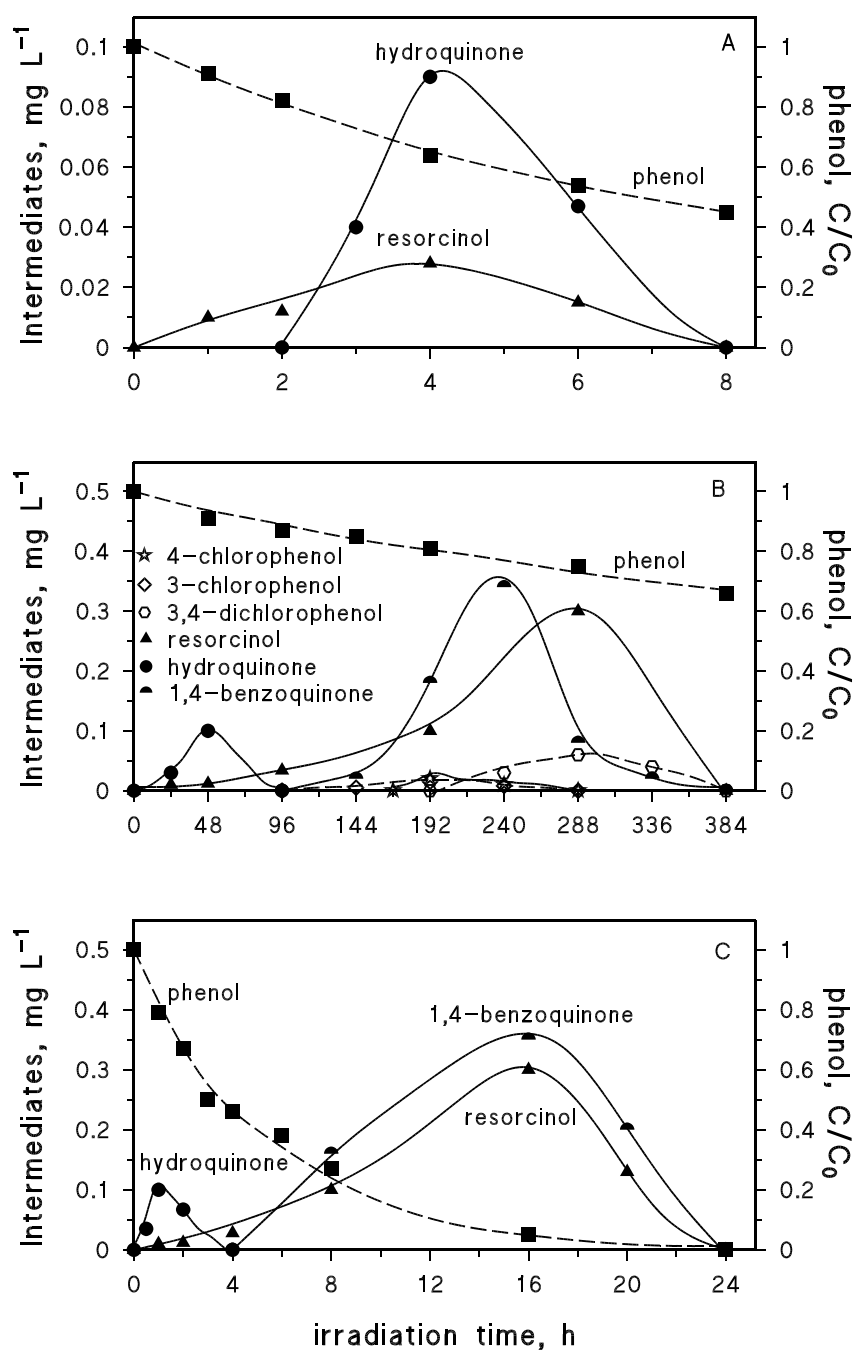 A
Intermediates, mg L⁻¹
phenol, C/C₀
0.1
0.08
0.06
0.04
0.02
0
1
0.8
0.6
0.4
0.2
0
hydroquinone
phenol
resorcinol
0 2 4 6 8
B
Intermediates, mg L⁻¹
phenol, C/C₀
0.5
0.4
0.3
0.2
0.1
0
1
0.8
0.6
0.4
0.2
0
phenol
4-chlorophenol
3-chlorophenol
3,4-dichlorophenol
resorcinol
hydroquinone
1,4-benzoquinone
0 48 96 144 192 240 288 336 384
C
Intermediates, mg L⁻¹
phenol, C/C₀
0.5
0.4
0.3
0.2
0.1
0
1
0.8
0.6
0.4
0.2
0
phenol
1,4-benzoquinone
resorcinol
hydroquinone
0 4 8 12 16 20 24
irradiation time, h